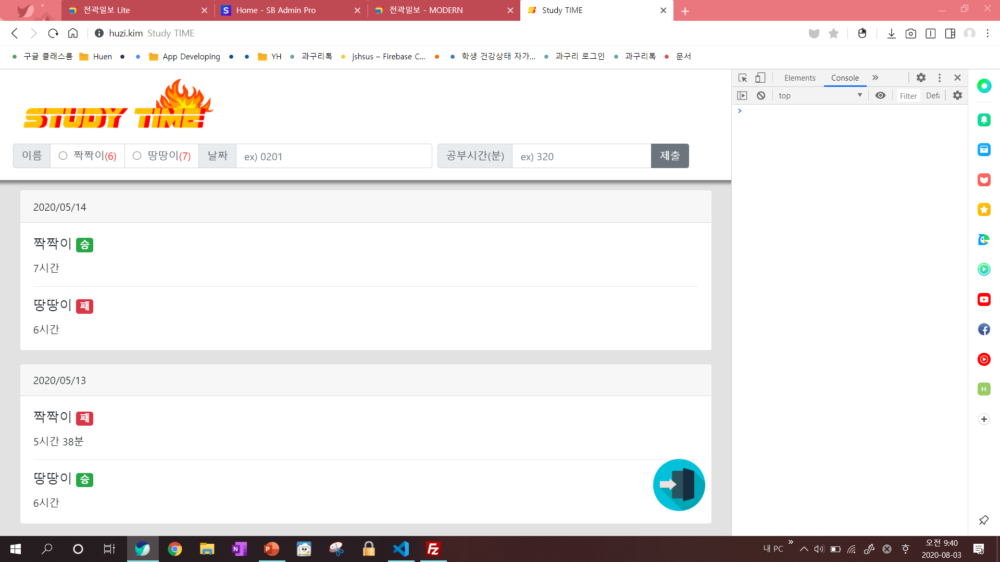 전곽일보 Lite
Home - SB Admin Pro
전곽일보 - MODERN
Study TIME
huzi.kim Study TIME
구글 클래스룸
Huen
App Developing
YH
과구리톡
jshsus – Firebase C...
학생 건강상태 자가...
과구리 로그인
과구리톡
문서
STUDY TIME
Elements
Console
top
Filter
Defa
이름
짝짝이(6)
땅땅이(7)
날짜
ex) 0201
공부시간(분)
ex) 320
제출
2020/05/14
짝짝이 승
7시간
땅땅이 패
6시간
2020/05/13
짝짝이 패
5시간 38분
땅땅이 승
6시간
H
내 PC
오전 9:40
2020-08-03